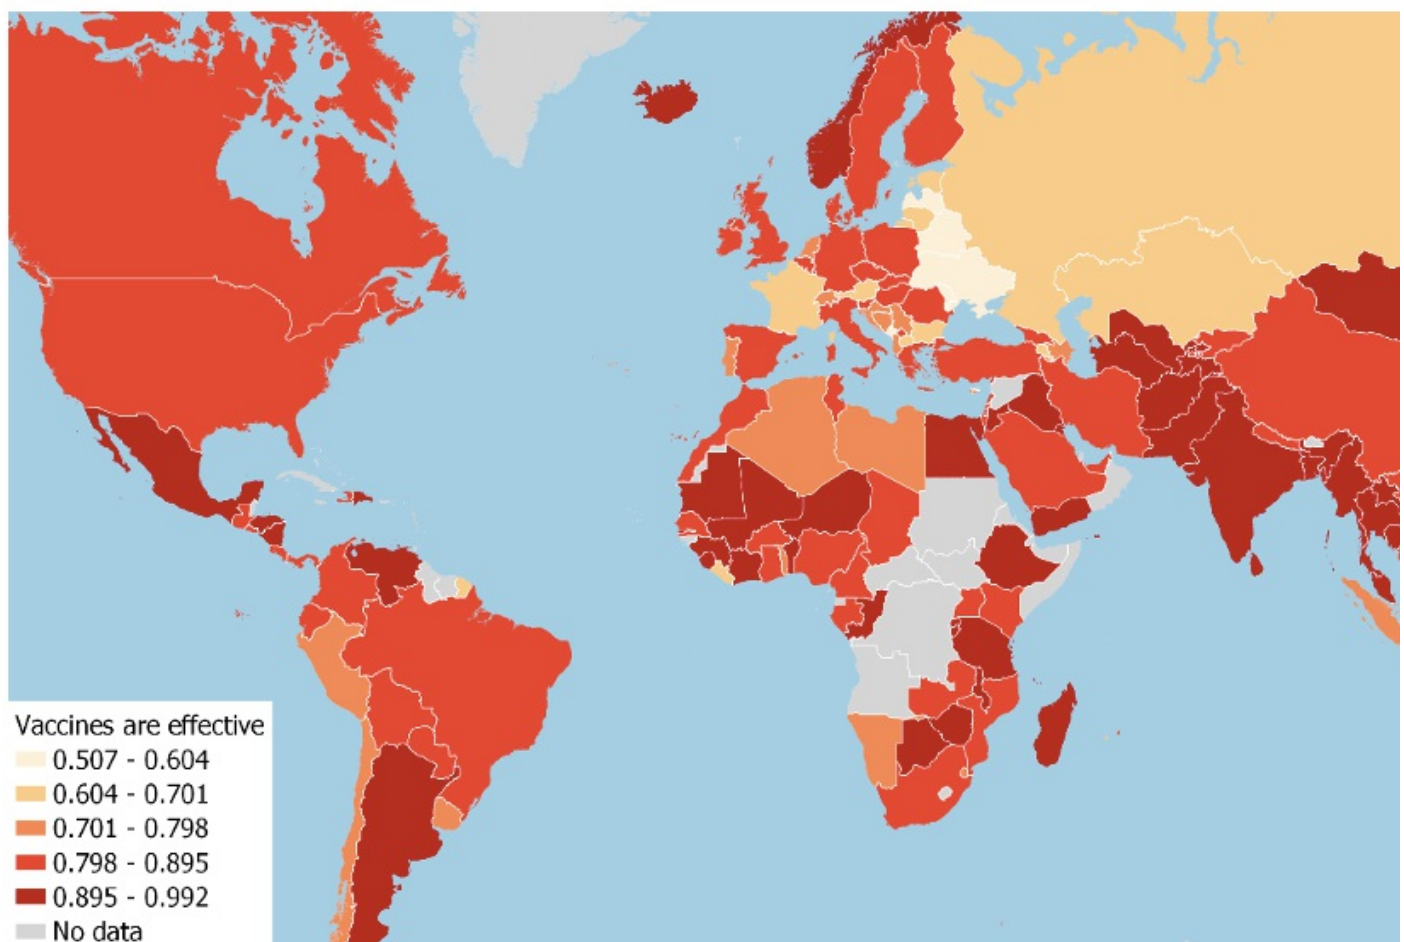 Vaccines are effective
0.507 - 0.604
0.604 - 0.701
0.701 - 0.798
0.798 - 0.895
0.895 - 0.992
No data